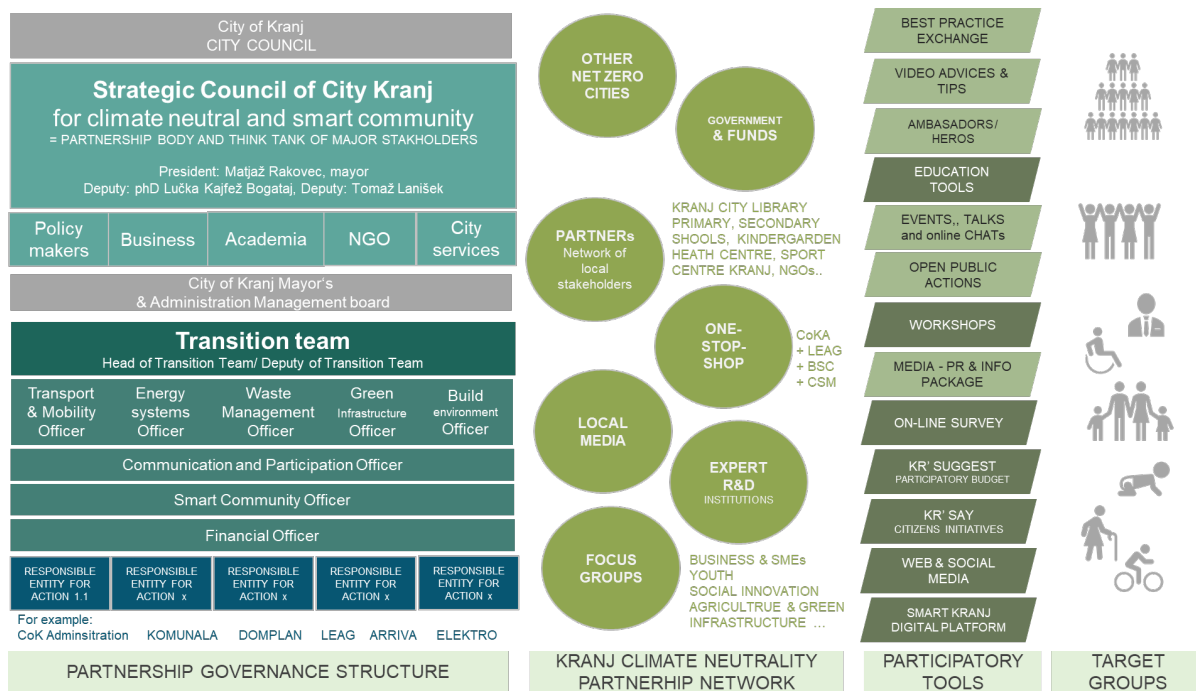 City of Kranj
CITY COUNCIL
Strategic Council of City Kranj
for climate neutral and smart community
= PARTNERSHIP BODY AND THINK TANK OF MAJOR STAKHOLDERS
President: Matjaž Rakovec, mayor
Deputy: phD Lučka Kajfež Bogataj, Deputy: Tomaž Lanišek
Policy
makers
Business
Academia
NGO
City
services
City of Kranj Mayor's
& Administration Management board
Transition team
Head of Transition Team/ Deputy of Transition Team
Transport
& Mobility
Officer
Energy
systems
Officer
Waste
Management
Officer
Green
Infrastructure
Officer
Build
environment
Officer
Communication and Participation Officer
Smart Community Officer
Financial Officer
RESPONSIBLE
ENTITY FOR
ACTION 1.1
RESPONSIBLE
ENTITY FOR
ACTION x
RESPONSIBLE
ENTITY FOR
ACTION x
RESPONSIBLE
ENTITY FOR
ACTION x
RESPONSIBLE
ENTITY FOR
ACTION x
For example:
CoK Adminsitration KOMUNALA DOMPLAN LEAG ARRIVA ELEKTRO
PARTNERSHIP GOVERNANCE STRUCTURE
OTHER
NET ZERO
CITIES
GOVERNMENT
& FUNDS
PARTNERs
Network of
local
stakeholders
KRANJ CITY LIBRARY
PRIMARY, SECONDARY
SHOOLS, KINDERGARDEN
HEATH CENTRE, SPORT
CENTRE KRANJ, NGOs..
ONE-
STOP-
SHOP
CoKA
+ LEAG
+ BSC
+ CSM
LOCAL
MEDIA
EXPERT
R&D
INSTITUTIONS
FOCUS
GROUPS
BUSINESS & SMEs
YOUTH
SOCIAL INNOVATION
AGRICULTRUE & GREEN
INFRASTRUCTURE ...
KRANJ CLIMATE NEUTRALITY
PARTNERHIP NETWORK
BEST PRACTICE
EXCHANGE
VIDEO ADVICES &
TIPS
AMBASADORS/
HEROS
EDUCATION
TOOLS
EVENTS,, TALKS
and online CHATs
OPEN PUBLIC
ACTIONS
WORKSHOPS
MEDIA - PR & INFO
PACKAGE
ON-LINE SURVEY
KR' SUGGEST
PARTICIPATORY BUDGET
KR' SAY
CITIZENS INITIATIVES
WEB & SOCIAL
MEDIA
SMART KRANJ
DIGITAL PLATFORM
PARTICIPATORY
TOOLS
TARGET
GROUPS